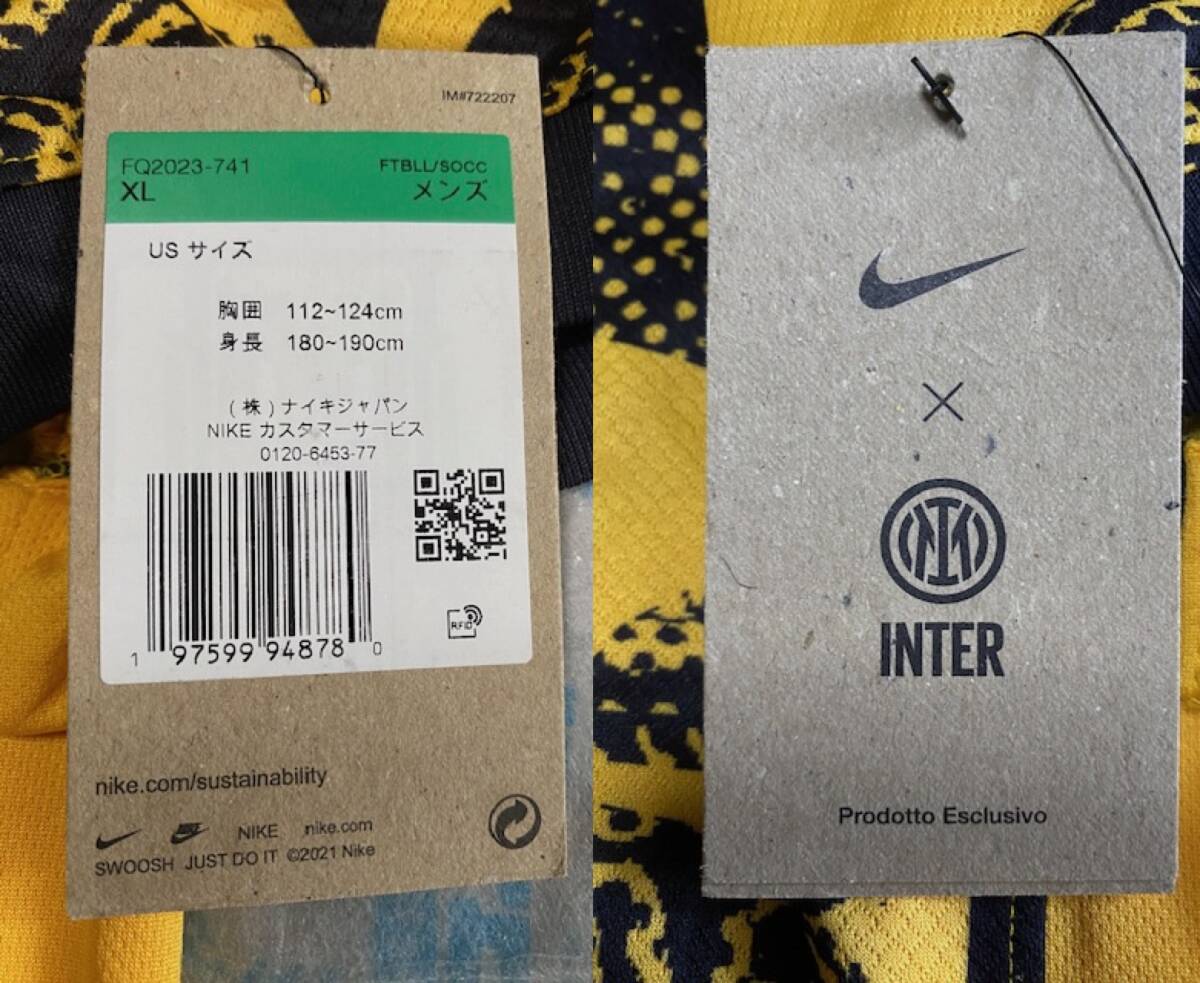 IM#722207
FQ2023-741 FTBLL/SOCC
XL メンズ
US サイズ
胸囲 112~124cm
身長 180~190cm
(株)ナイキジャパン
NIKE カスタマーサービス
0120-6453-77
RFID
1 97599 94878 0
nike.com/sustainability
NIKE nike.com
SWOOSH JUST DO IT ©2021 Nike
×
INTER
Prodotto Esclusivo